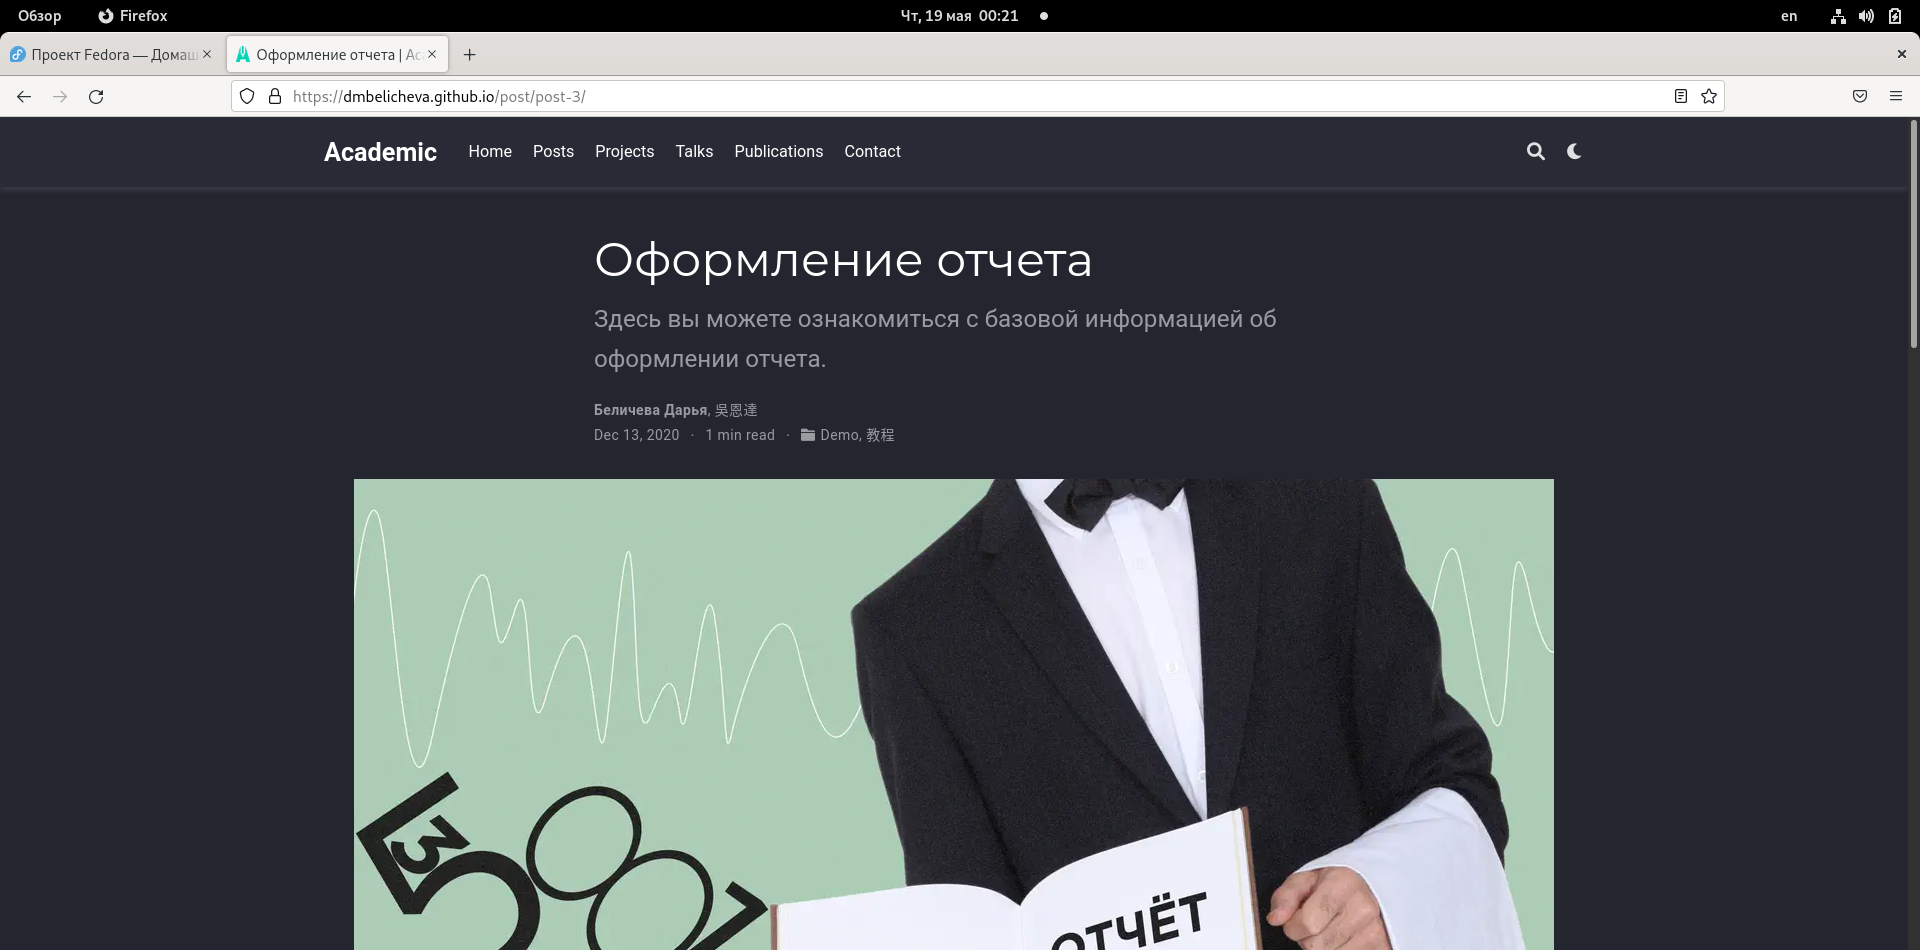 Обзор Firefox Чт, 19 мая 00:21 en
Проект Fedora — Домаш Оформление отчета | Aca
https://dmbelicheva.github.io/post/post-3/
Academic Home Posts Projects Talks Publications Contact
Оформление отчета
Здесь вы можете ознакомиться с базовой информацией об
оформлении отчета.
Беличева Дарья, 吳恩達
Dec 13, 2020 · 1 min read · Demo, 教程
ОТЧЁТ